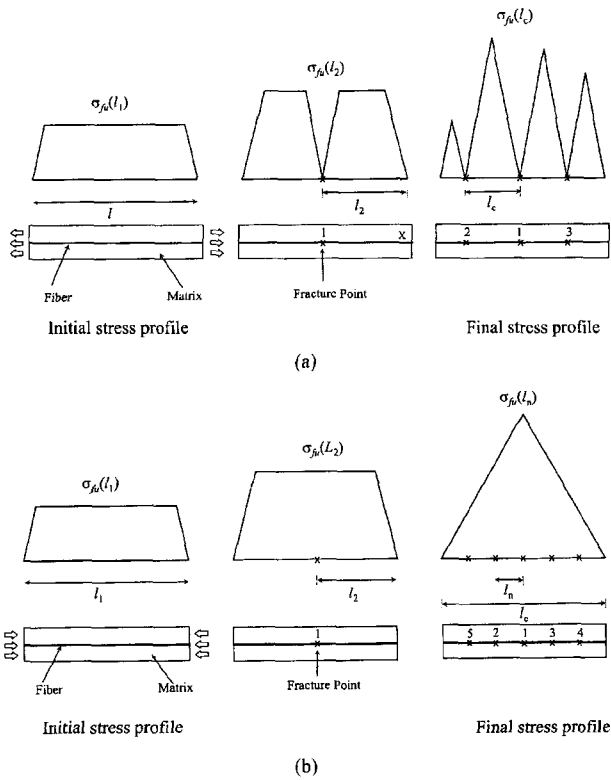 σfu(lc)
σfu(l2)
σfu(l1)
l
l2
lc
1
X
2 1 3
Fiber
Matrix
Fracture Point
Initial stress profile
Final stress profile
(a)
σfu(ln)
σfu(L2)
σfu(l1)
l1
l2
ln
lc
1
5 2 1 3 4
Fiber
Matrix
Fracture Point
Initial stress profile
Final stress profile
(b)